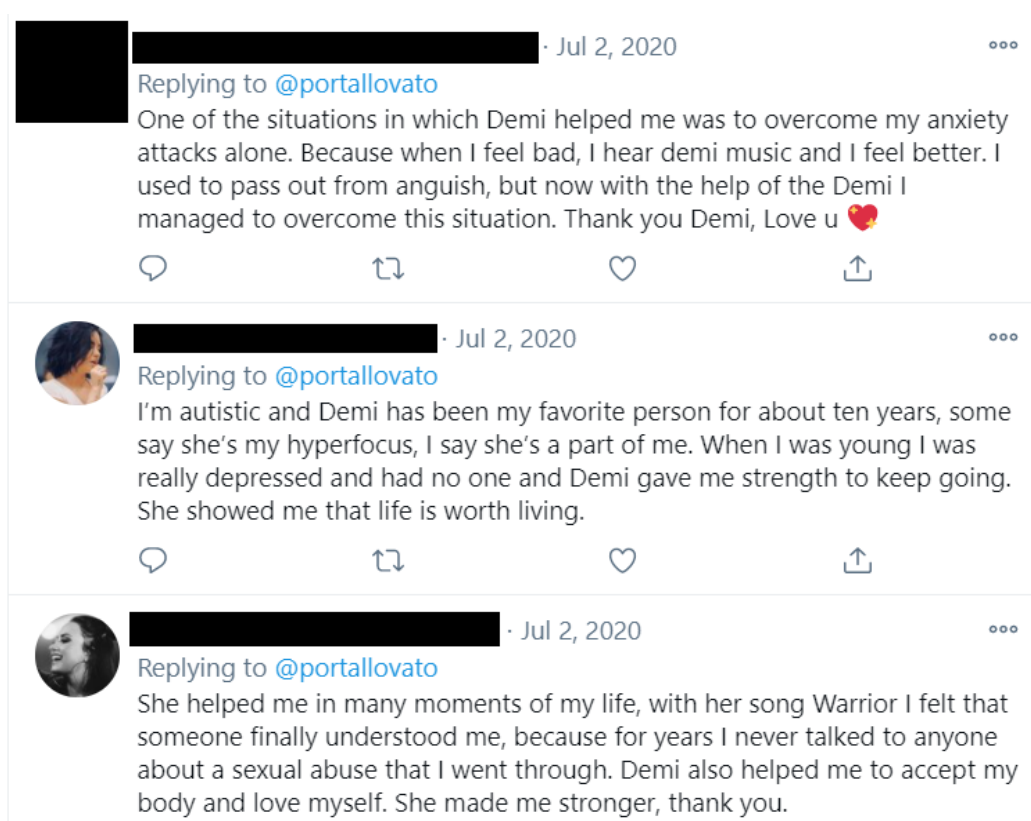 · Jul 2, 2020
Replying to @portallovato
One of the situations in which Demi helped me was to overcome my anxiety
attacks alone. Because when I feel bad, I hear demi music and I feel better. I
used to pass out from anguish, but now with the help of the Demi I
managed to overcome this situation. Thank you Demi, Love u 💖
· Jul 2, 2020
Replying to @portallovato
I'm autistic and Demi has been my favorite person for about ten years, some
say she's my hyperfocus, I say she's a part of me. When I was young I was
really depressed and had no one and Demi gave me strength to keep going.
She showed me that life is worth living.
· Jul 2, 2020
Replying to @portallovato
She helped me in many moments of my life, with her song Warrior I felt that
someone finally understood me, because for years I never talked to anyone
about a sexual abuse that I went through. Demi also helped me to accept my
body and love myself. She made me stronger, thank you.